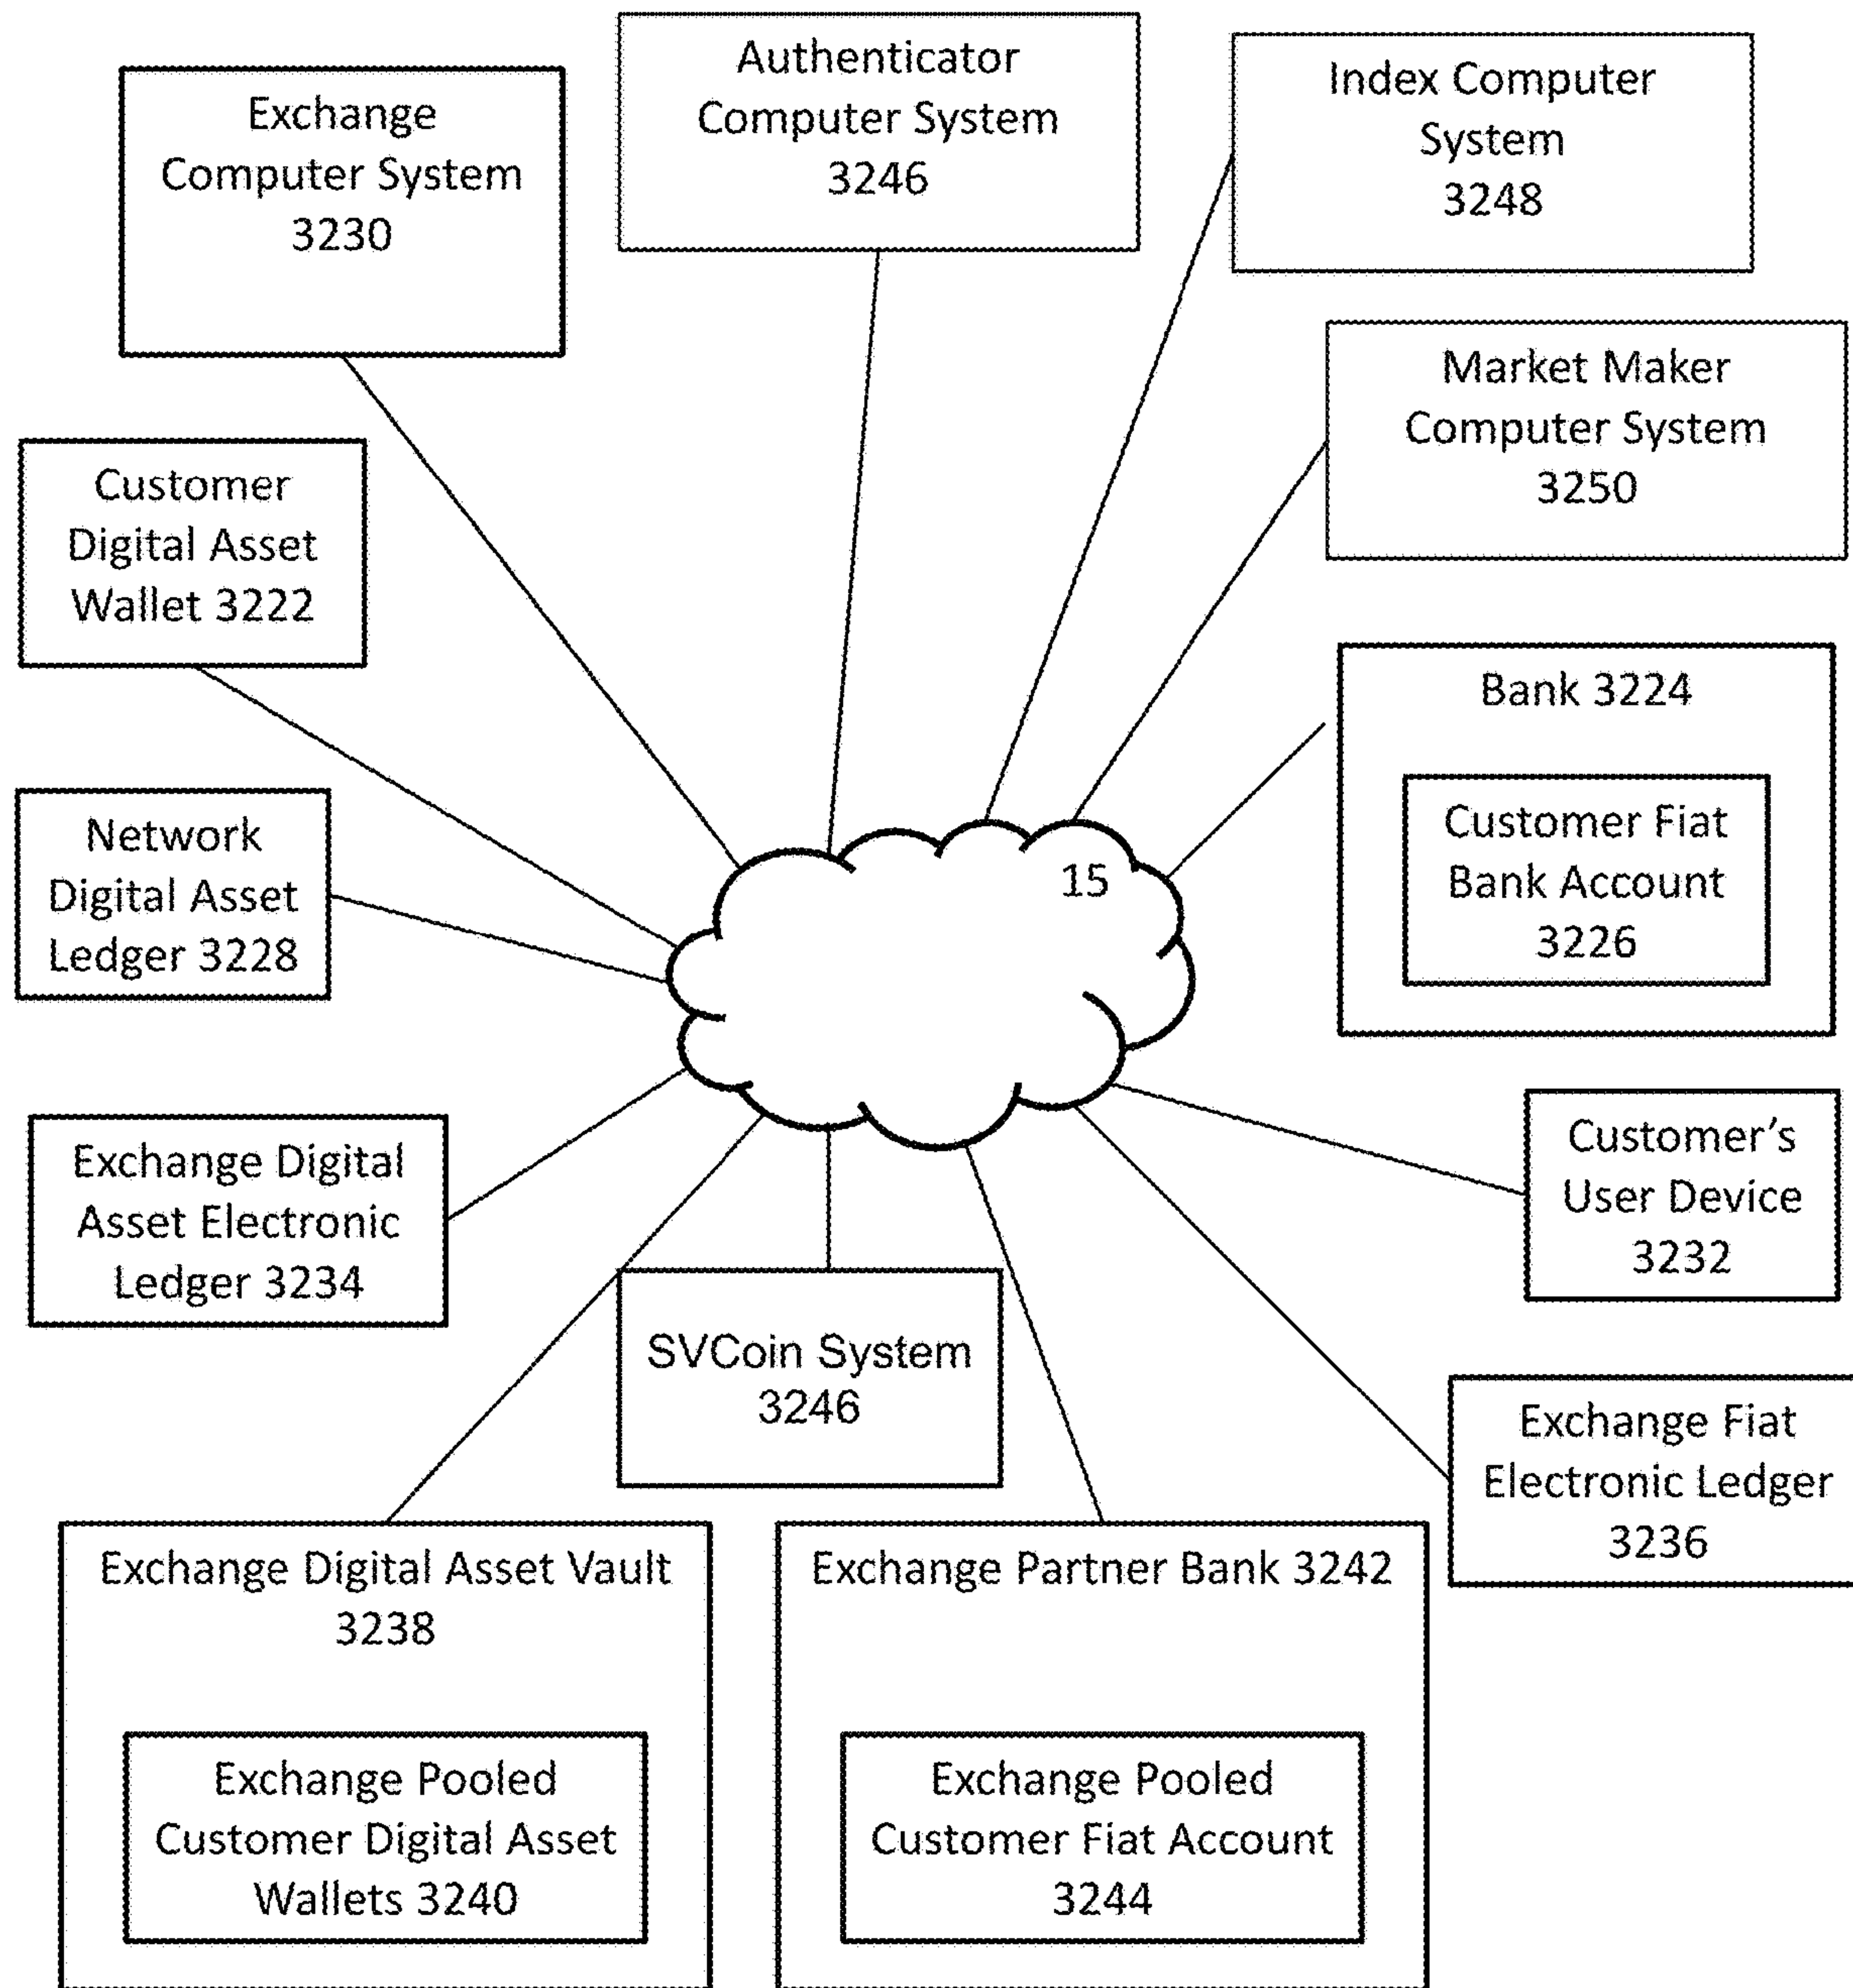 Exchange
Computer System
3230
Authenticator
Computer System
3246
Index Computer
System
3248
Market Maker
Computer System
3250
Customer
Digital Asset
Wallet 3222
Bank 3224
Customer Fiat
Bank Account
3226
Network
Digital Asset
Ledger 3228
15
Exchange Digital
Asset Electronic
Ledger 3234
Customer’s
User Device
3232
SVCoin System
3246
Exchange Fiat
Electronic Ledger
3236
Exchange Digital Asset Vault
3238
Exchange Pooled
Customer Digital Asset
Wallets 3240
Exchange Partner Bank 3242
Exchange Pooled
Customer Fiat Account
3244